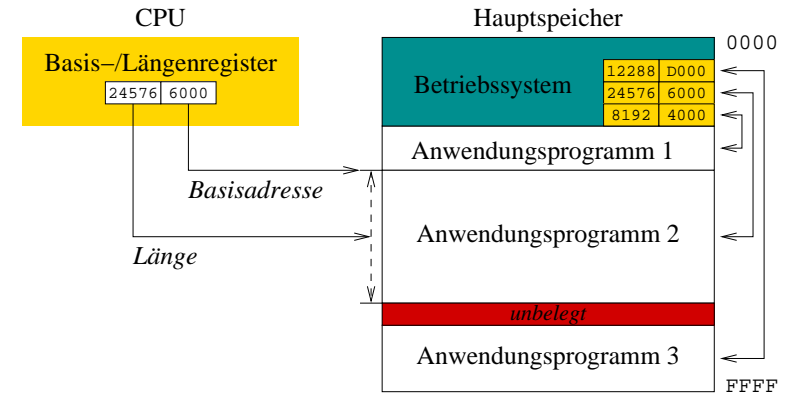 CPU
Hauptspeicher
0000
Basis–/Längenregister
24576 6000
Betriebssystem
12288 D000
24576 6000
8192 4000
Anwendungsprogramm 1
Basisadresse
Anwendungsprogramm 2
Länge
unbelegt
Anwendungsprogramm 3
FFFF